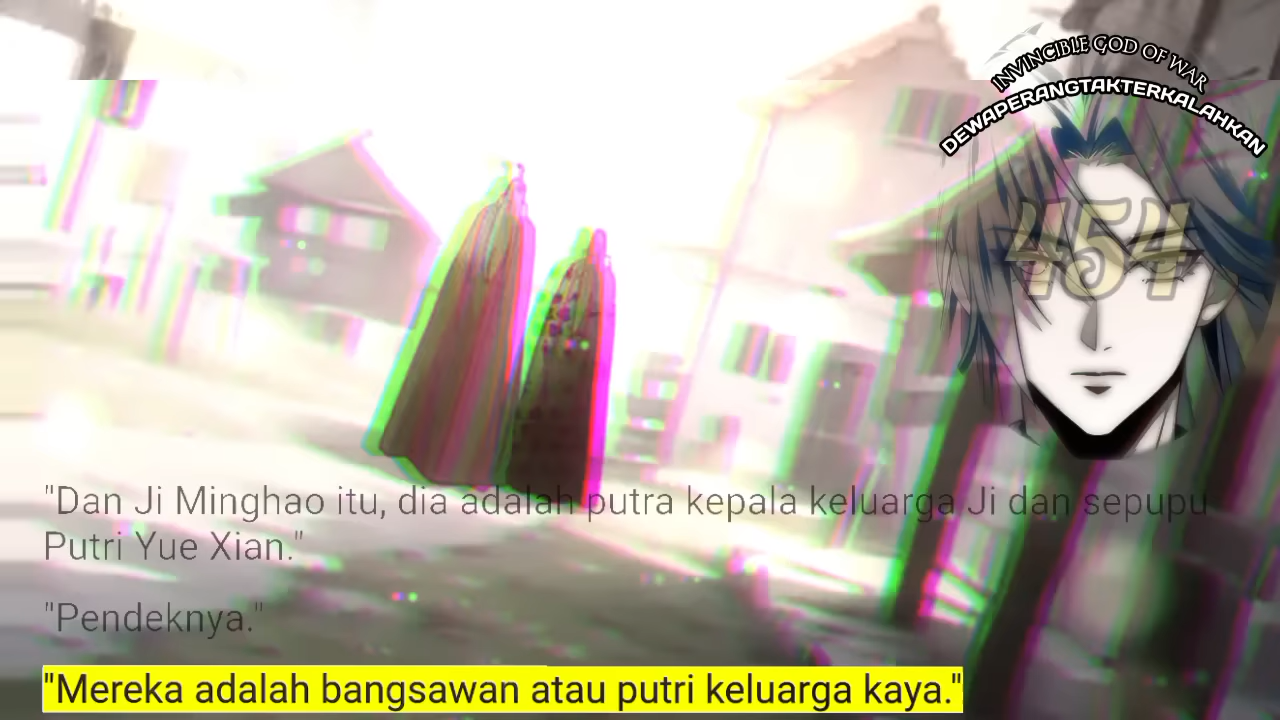 INVINCIBLE GOD OF WAR
DEWAPERANGTAKTERKALAHKAN
454
"Dan Ji Minghao itu, dia adalah putra kepala keluarga Ji dan sepupu
Putri Yue Xian."
"Pendeknya."
"Mereka adalah bangsawan atau putri keluarga kaya."